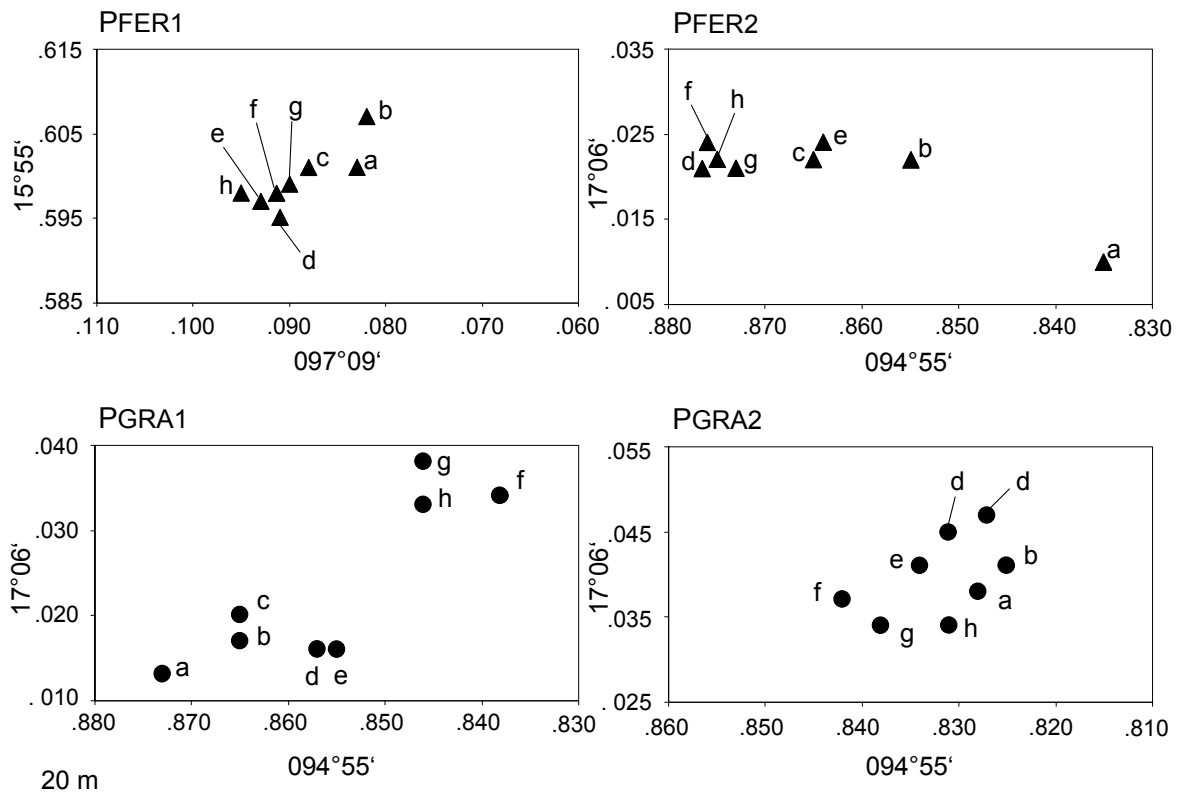 PFER1
.615
.605
.595
.585
15°55‘
f
g
b
e
c
a
h
d
.110
.100
.090
.080
.070
.060
097°09‘
PFER2
.035
.025
.015
.005
17°06‘
f
h
e
d
g
c
b
a
.880
.870
.860
.850
.840
.830
094°55‘
PGRA1
.040
.030
.020
.010
17°06‘
g
f
h
c
b
a
d
e
.880
.870
.860
.850
.840
.830
094°55‘
20 m
PGRA2
.055
.045
.035
.025
17°06‘
d
d
e
b
f
a
g
h
.860
.850
.840
.830
.820
.810
094°55‘